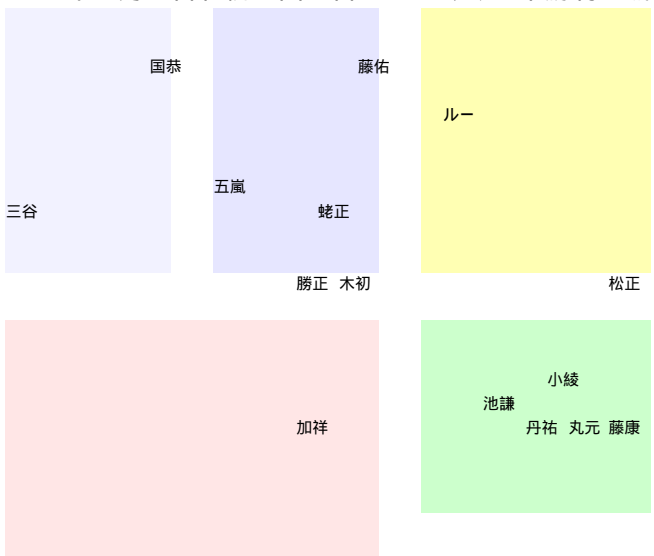 国恭 藤佑
ルー
五嵐
三谷 蛯正
勝正 木初 松正
小綾
池謙
加祥 丹祐 丸元 藤康